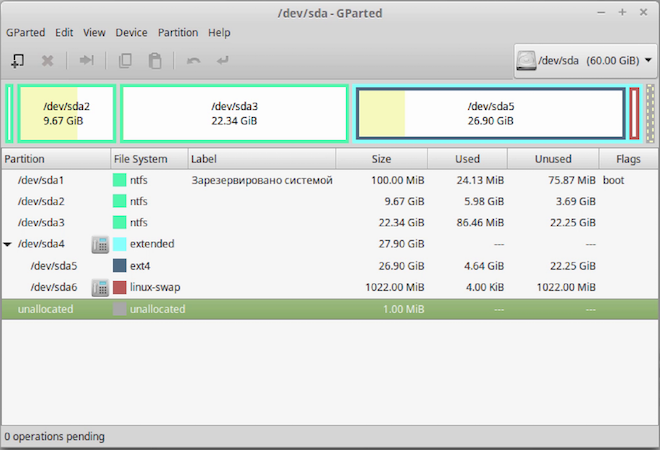 /dev/sda - GParted
GParted Edit View Device Partition Help
/dev/sda (60.00 GiB)
/dev/sda2 /dev/sda3 /dev/sda5
9.67 GiB 22.34 GiB 26.90 GiB
Partition File System Label Size Used Unused Flags
/dev/sda1 ntfs Зарезервировано системой 100.00 MiB 24.13 MiB 75.87 MiB boot
/dev/sda2 ntfs 9.67 GiB 5.98 GiB 3.69 GiB
/dev/sda3 ntfs 22.34 GiB 86.46 MiB 22.25 GiB
/dev/sda4 extended 27.90 GiB --- ---
/dev/sda5 ext4 26.90 GiB 4.64 GiB 22.25 GiB
/dev/sda6 linux-swap 1022.00 MiB 4.00 KiB 1022.00 MiB
unallocated unallocated 1.00 MiB --- ---
0 operations pending